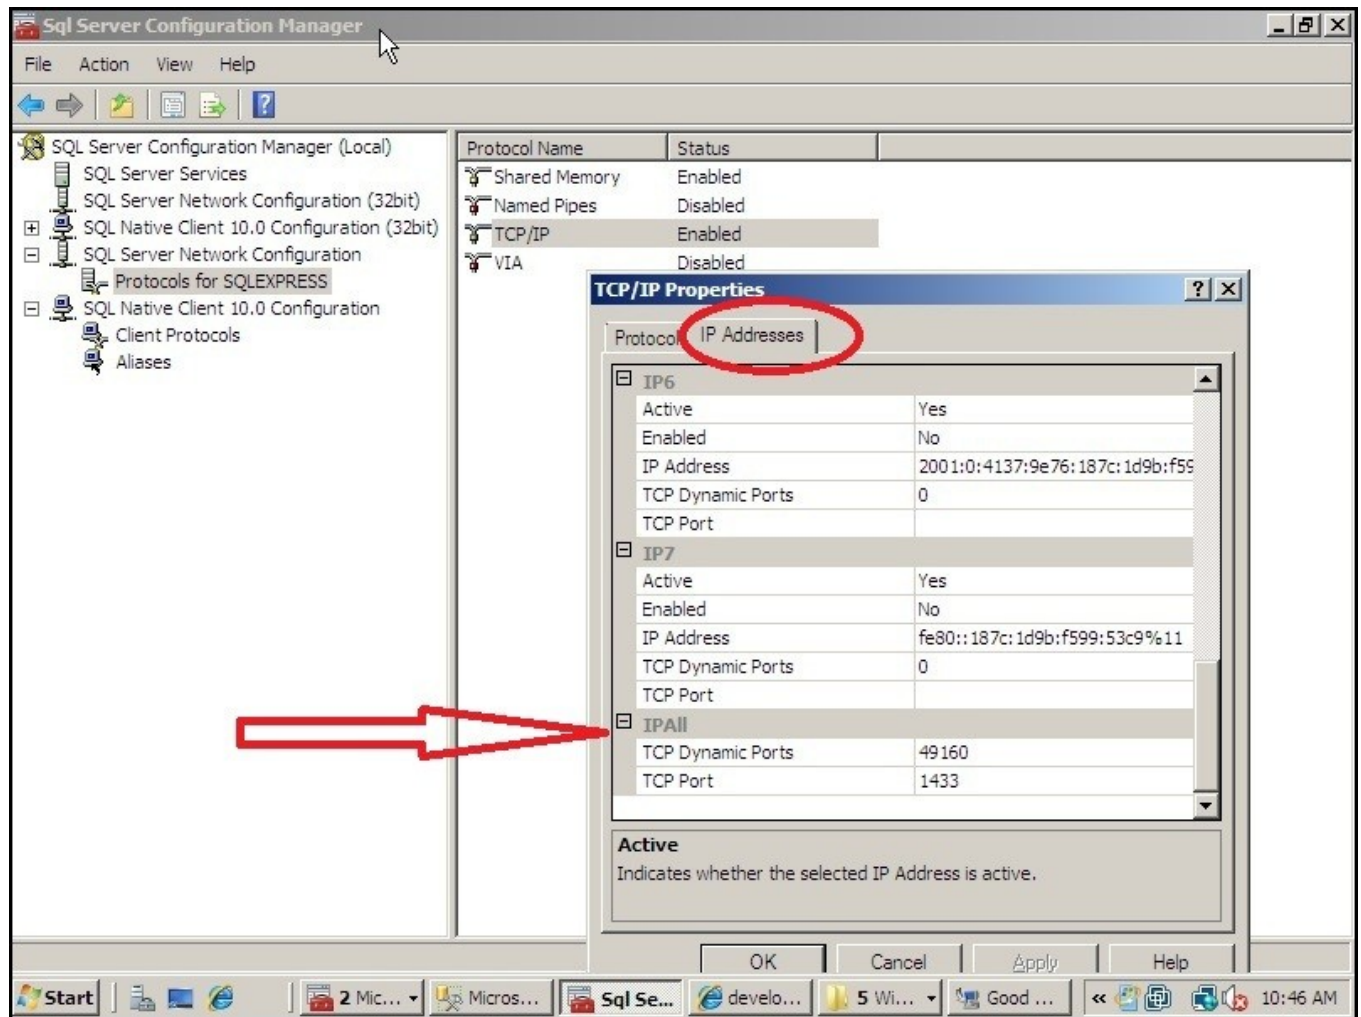 Sql Server Configuration Manager
File Action View Help
SQL Server Configuration Manager (Local)
SQL Server Services
SQL Server Network Configuration (32bit)
SQL Native Client 10.0 Configuration (32bit)
SQL Server Network Configuration
Protocols for SQLEXPRESS
SQL Native Client 10.0 Configuration
Client Protocols
Aliases
Protocol Name Status
Shared Memory Enabled
Named Pipes Disabled
TCP/IP Enabled
VIA Disabled
TCP/IP Properties
Protocol IP Addresses
IP6
Active Yes
Enabled No
IP Address 2001:0:4137:9e76:187c:1d9b:f59
TCP Dynamic Ports 0
TCP Port
IP7
Active Yes
Enabled No
IP Address fe80::187c:1d9b:f599:53c9%11
TCP Dynamic Ports 0
TCP Port
IPAll
TCP Dynamic Ports 49160
TCP Port 1433
Active
Indicates whether the selected IP Address is active.
OK Cancel Apply Help
Start 2 Mic... Micros... Sql Se... develo... 5 Wi... Good ... « 10:46 AM